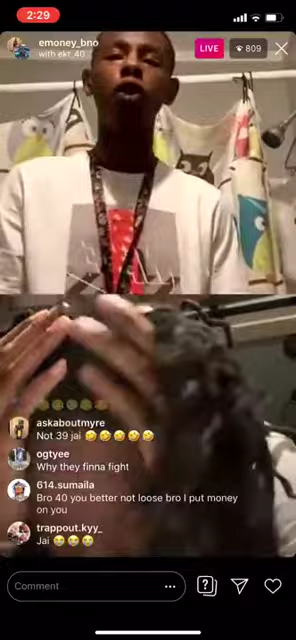 2:29
emoney_bno
with ekt_40
LIVE
809
askaboutmyre
Not 39 jai 🤣🤣🤣🤣🤣
ogtyee
Why they finna fight
614.sumaila
Bro 40 you better not loose bro I put money
on you
trappout.kyy_
Jai 😭😭😭
Comment